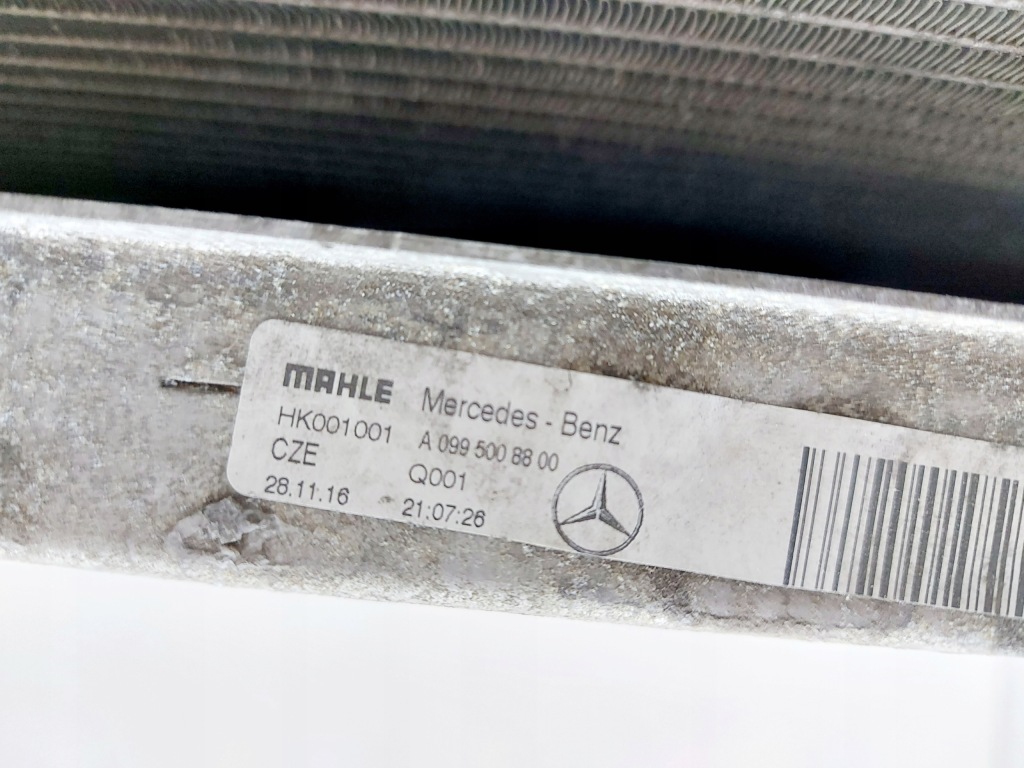 MAHLE Mercedes - Benz
HK001001 A 099 500 88 00
CZE Q001
28.11.16 21:07:26